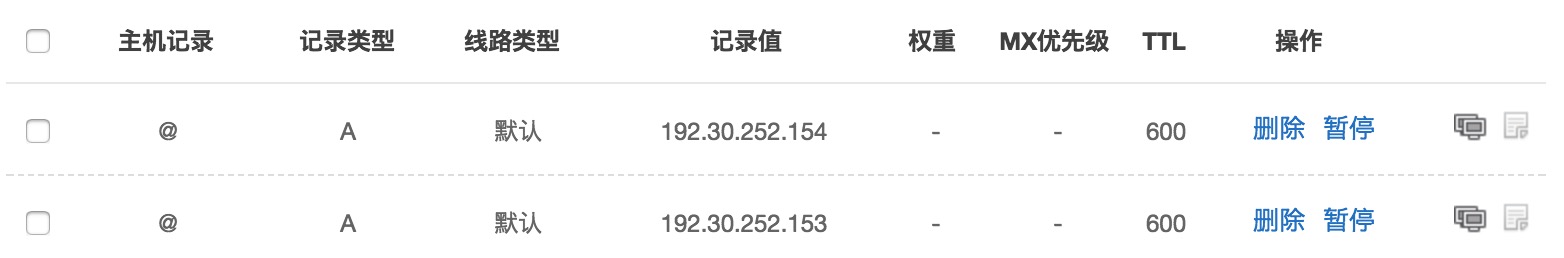 主机记录 记录类型 线路类型 记录值 权重 MX优先级 TTL 操作
@ A 默认 192.30.252.154 - - 600 删除 暂停
@ A 默认 192.30.252.153 - - 600 删除 暂停